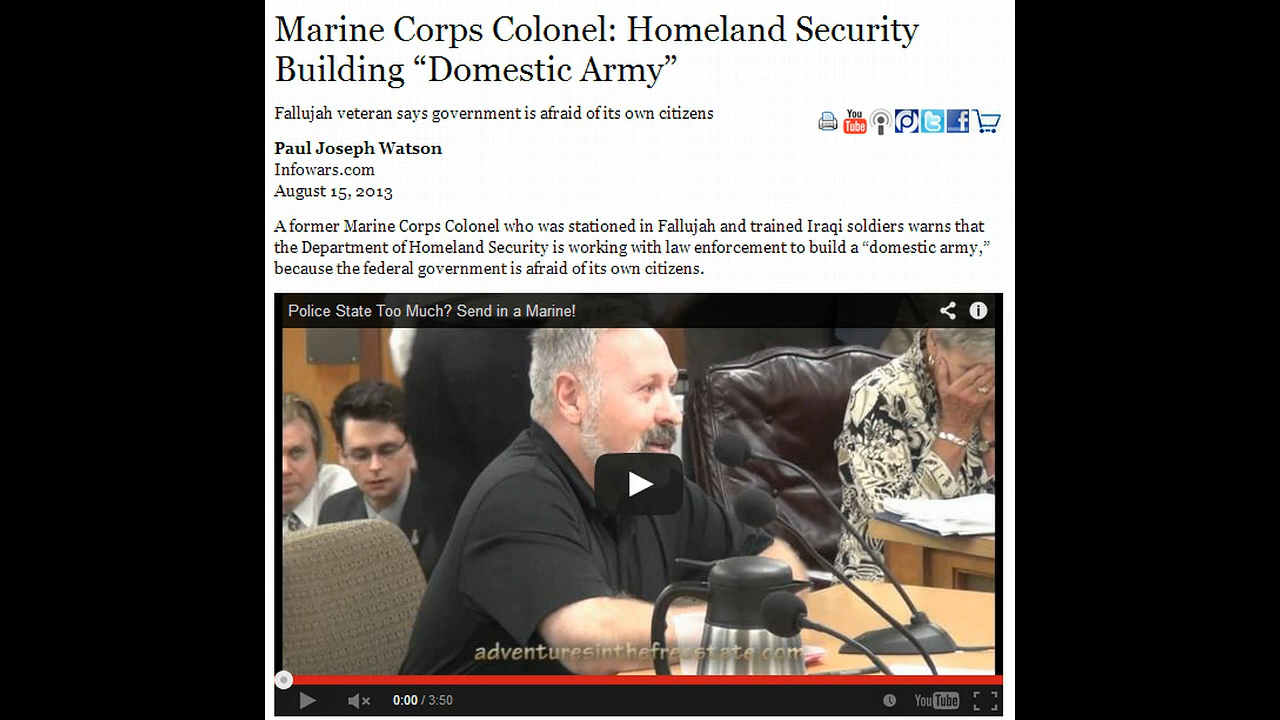 Marine Corps Colonel: Homeland Security
Building “Domestic Army”
Fallujah veteran says government is afraid of its own citizens
You
Tube
Paul Joseph Watson
Infowars.com
August 15, 2013
A former Marine Corps Colonel who was stationed in Fallujah and trained Iraqi soldiers warns that
the Department of Homeland Security is working with law enforcement to build a “domestic army,”
because the federal government is afraid of its own citizens.
Police State Too Much? Send in a Marine!
adventuresinthefreestate.com
0:00 / 3:50
YouTube